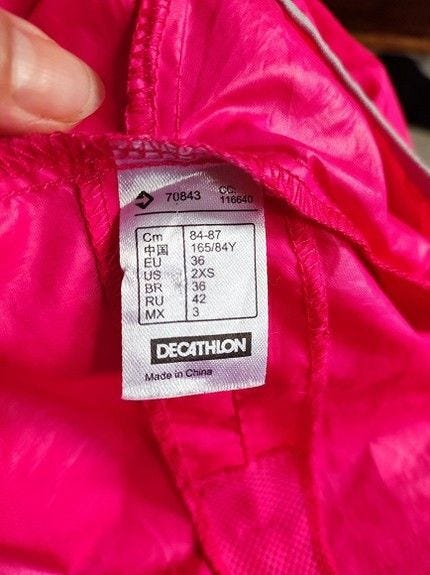 70843 CC:
116640
Cm 84-87
中国 165/84Y
EU 36
US 2XS
BR 36
RU 42
MX 3
DECATHLON
Made in China